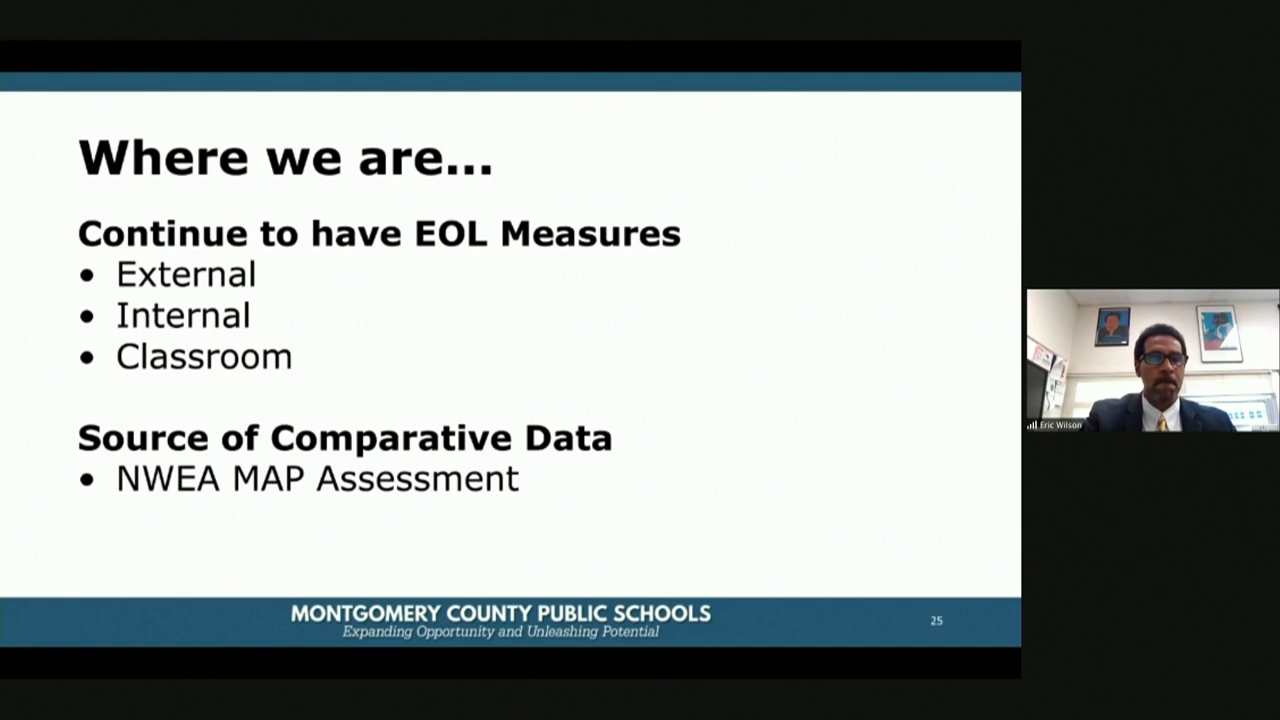 Where we are...
Continue to have EOL Measures
• External
• Internal
• Classroom
Source of Comparative Data
• NWEA MAP Assessment
MONTGOMERY COUNTY PUBLIC SCHOOLS
Expanding Opportunity and Unleashing Potential
25
Eric Wilson